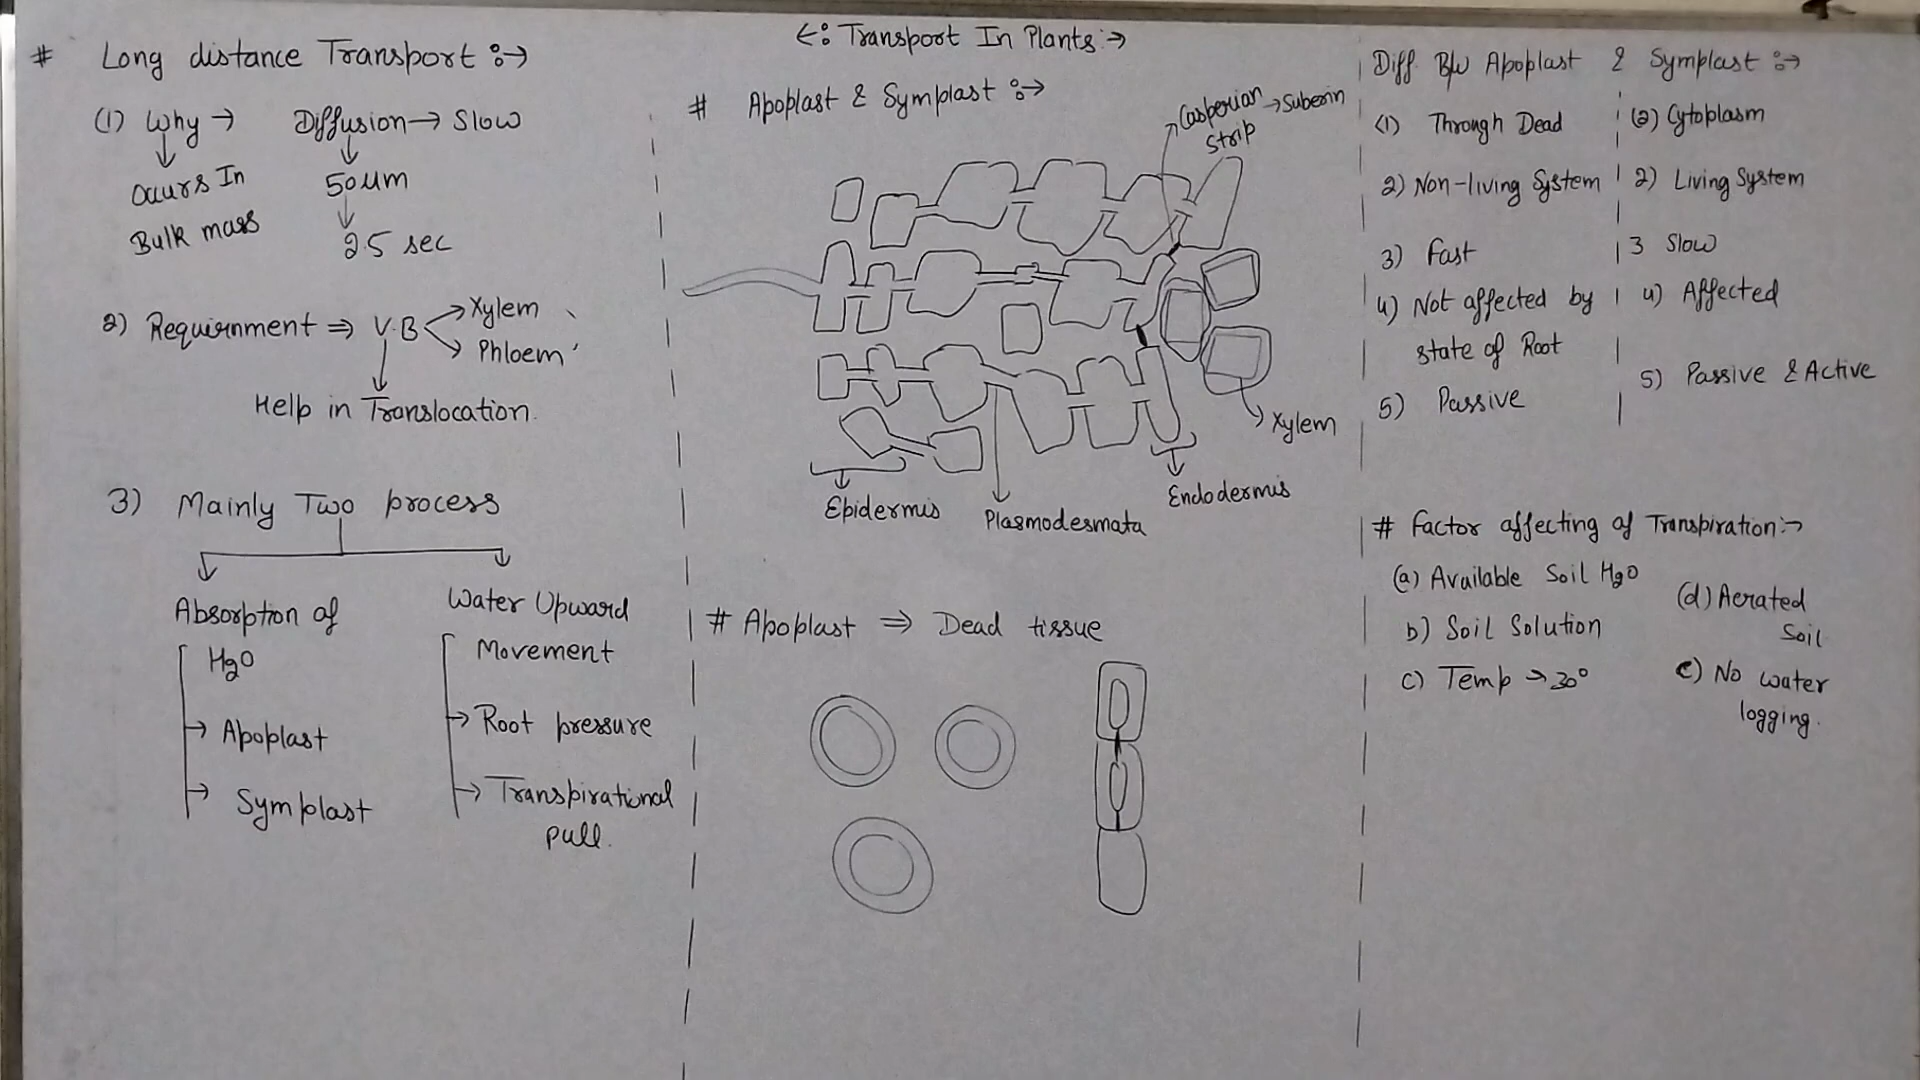 ←: Transport In Plants :→
# Long distance Transport :→
(1) Why → Diffusion → Slow
Occurs In
Bulk mass
50 um
2.5 sec
2) Requirnment ⇒ V.B
Xylem
Phloem
Help in Translocation.
3) Mainly Two process
Absorption of
H2O
→ Apoplast
→ Symplast
Water Upward
Movement
→ Root pressure
→ Transpirational
pull.
# Apoplast & Symplast :→
Casperian → Suberin
Strip
Xylem
Epidermis
Plasmodesmata
Endodermis
# Apoplast ⇒ Dead tissue
Diff. B/W Apoplast & Symplast :→
(1) Through Dead
2) Non-living System
3) Fast
4) Not affected by
state of Root
5) Passive
(2) Cytoplasm
2) Living System
3 Slow
4) Affected
5) Passive & Active
# Factor affecting of Transpiration :→
(a) Available Soil H2O
b) Soil Solution
c) Temp → 30°
(d) Aerated
Soil
e) No water
logging.